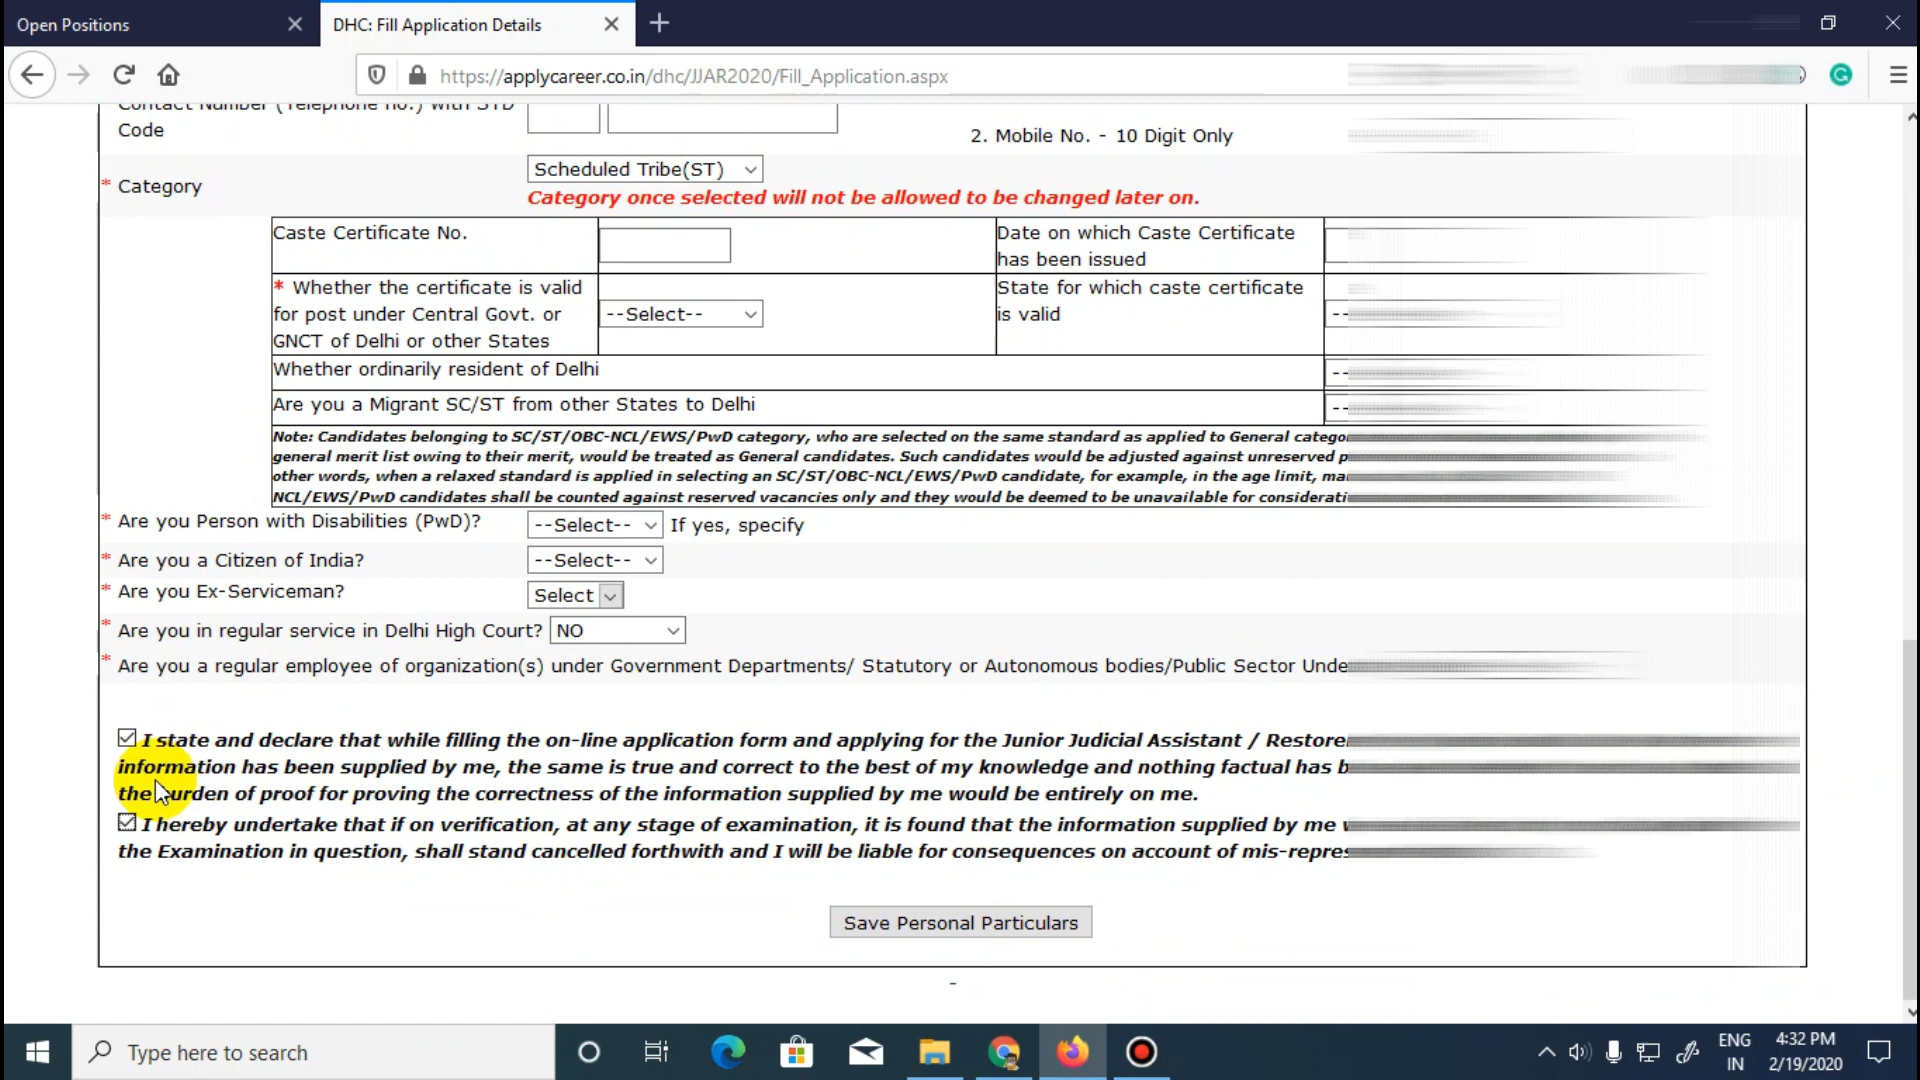 Open Positions
DHC: Fill Application Details
https://applycareer.co.in/dhc/JJAR2020/Fill_Application.aspx
Contact Number (Telephone no.) with STD
Code
2. Mobile No. - 10 Digit Only
* Category
Scheduled Tribe(ST)
Category once selected will not be allowed to be changed later on.
Caste Certificate No.
Date on which Caste Certificate
has been issued
* Whether the certificate is valid
for post under Central Govt. or
GNCT of Delhi or other States
--Select--
State for which caste certificate
is valid
--
Whether ordinarily resident of Delhi
--
Are you a Migrant SC/ST from other States to Delhi
--
Note: Candidates belonging to SC/ST/OBC-NCL/EWS/PwD category, who are selected on the same standard as applied to General
general merit list owing to their merit, would be treated as General candidates. Such candidates would be adjusted against unreserved
other words, when a relaxed standard is applied in selecting an SC/ST/OBC-NCL/EWS/PwD candidate, for example, in the age limit,
NCL/EWS/PwD candidates shall be counted against reserved vacancies only and they would be deemed to be unavailable for
* Are you Person with Disabilities (PwD)? --Select-- If yes, specify
* Are you a Citizen of India? --Select--
* Are you Ex-Serviceman? Select
* Are you in regular service in Delhi High Court? NO
* Are you a regular employee of organization(s) under Government Departments/ Statutory or Autonomous bodies/Public Sector
I state and declare that while filling the on-line application form and applying for the Junior Judicial Assistant /
information has been supplied by me, the same is true and correct to the best of my knowledge and nothing factual has
the burden of proof for proving the correctness of the information supplied by me would be entirely on me.
I hereby undertake that if on verification, at any stage of examination, it is found that the information supplied by me
the Examination in question, shall stand cancelled forthwith and I will be liable for consequences on account of
Save Personal Particulars
-
Type here to search
ENG
IN
4:32 PM
2/19/2020